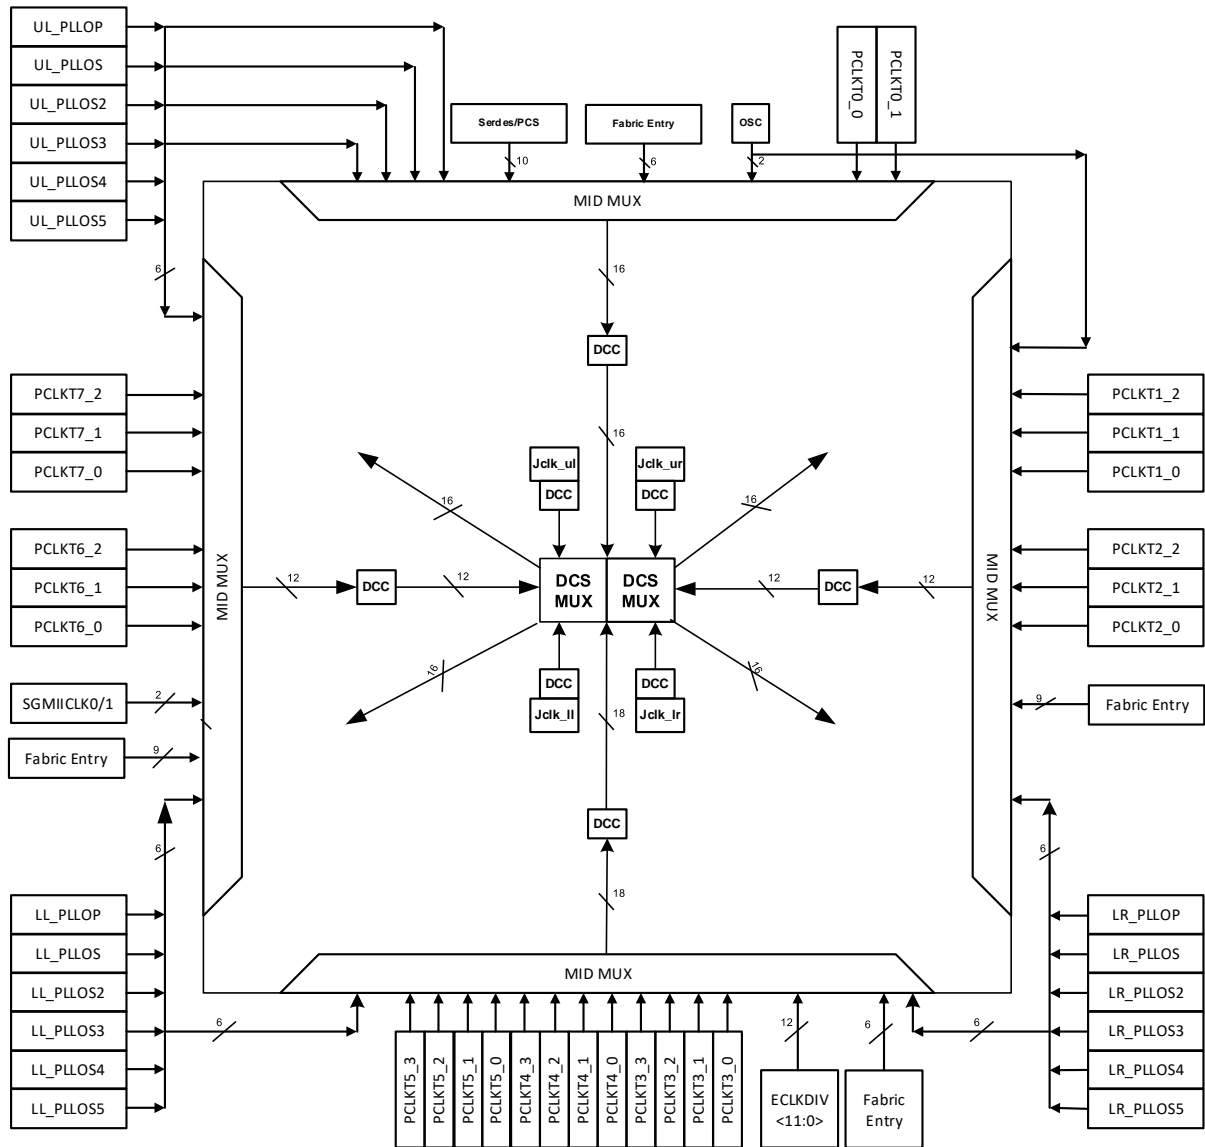 UL_PLLOP
UL_PLLOS
UL_PLLOS2
UL_PLLOS3
UL_PLLOS4
UL_PLLOS5
Serdes/PCS
Fabric Entry
OSC
PCLKT0_0
PCLKT0_1
10
6
2
MID MUX
6
16
DCC
16
PCLKT7_2
PCLKT7_1
PCLKT7_0
PCLKT1_2
PCLKT1_1
PCLKT1_0
Jclk_ul
DCC
Jclk_ur
DCC
16
16
PCLKT6_2
PCLKT6_1
PCLKT6_0
MID MUX
12
DCC
12
DCS
MUX
DCS
MUX
12
DCC
12
MID MUX
PCLKT2_2
PCLKT2_1
PCLKT2_0
16
16
DCC
Jclk_ll
DCC
Jclk_lr
SGMIICLK0/1
2
Fabric Entry
9
Fabric Entry
9
18
DCC
18
6
6
LL_PLLOP
LL_PLLOS
LL_PLLOS2
LL_PLLOS3
LL_PLLOS4
LL_PLLOS5
LR_PLLOP
LR_PLLOS
LR_PLLOS2
LR_PLLOS3
LR_PLLOS4
LR_PLLOS5
MID MUX
6
12
6
6
PCLKT5_3
PCLKT5_2
PCLKT5_1
PCLKT5_0
PCLKT4_3
PCLKT4_2
PCLKT4_1
PCLKT4_0
PCLKT3_3
PCLKT3_2
PCLKT3_1
PCLKT3_0
ECLKDIV
<11:0>
Fabric
Entry